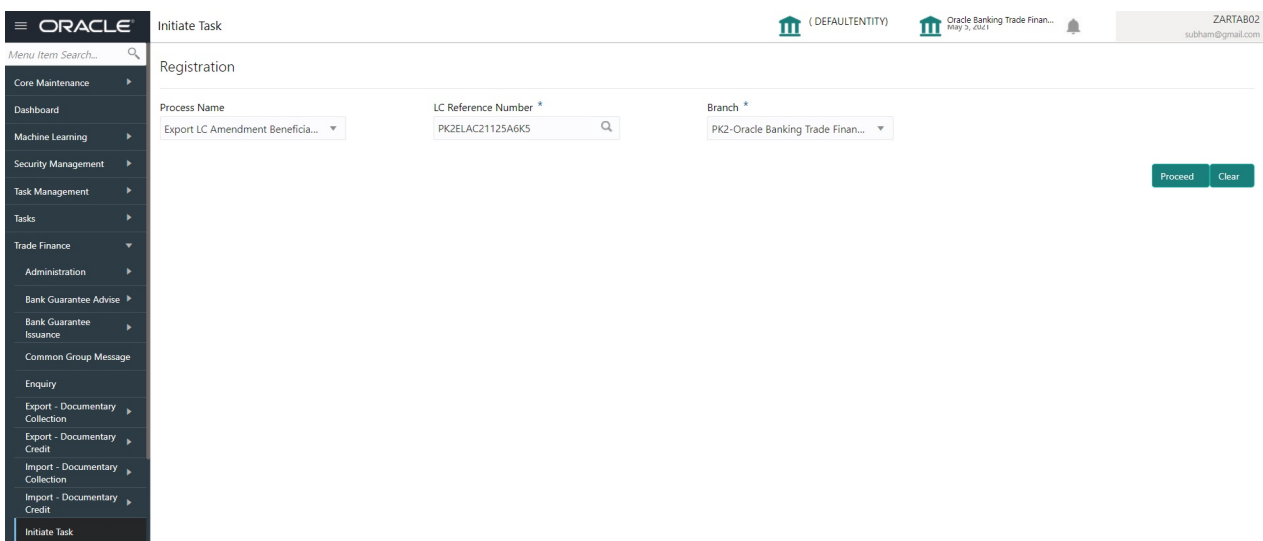 ORACLE
Initiate Task
( DEFAULTENTITY)
Oracle Banking Trade Finan...
May 5, 2021
ZARTAB02
subham@gmail.com
Menu Item Search...
Core Maintenance
Dashboard
Machine Learning
Security Management
Task Management
Tasks
Trade Finance
Administration
Bank Guarantee Advise
Bank Guarantee
Issuance
Common Group Message
Enquiry
Export - Documentary
Collection
Export - Documentary
Credit
Import - Documentary
Collection
Import - Documentary
Credit
Initiate Task
Registration
Process Name
LC Reference Number *
Branch *
Export LC Amendment Beneficia...
PK2ELAC21125A6K5
PK2-Oracle Banking Trade Finan...
Proceed
Clear